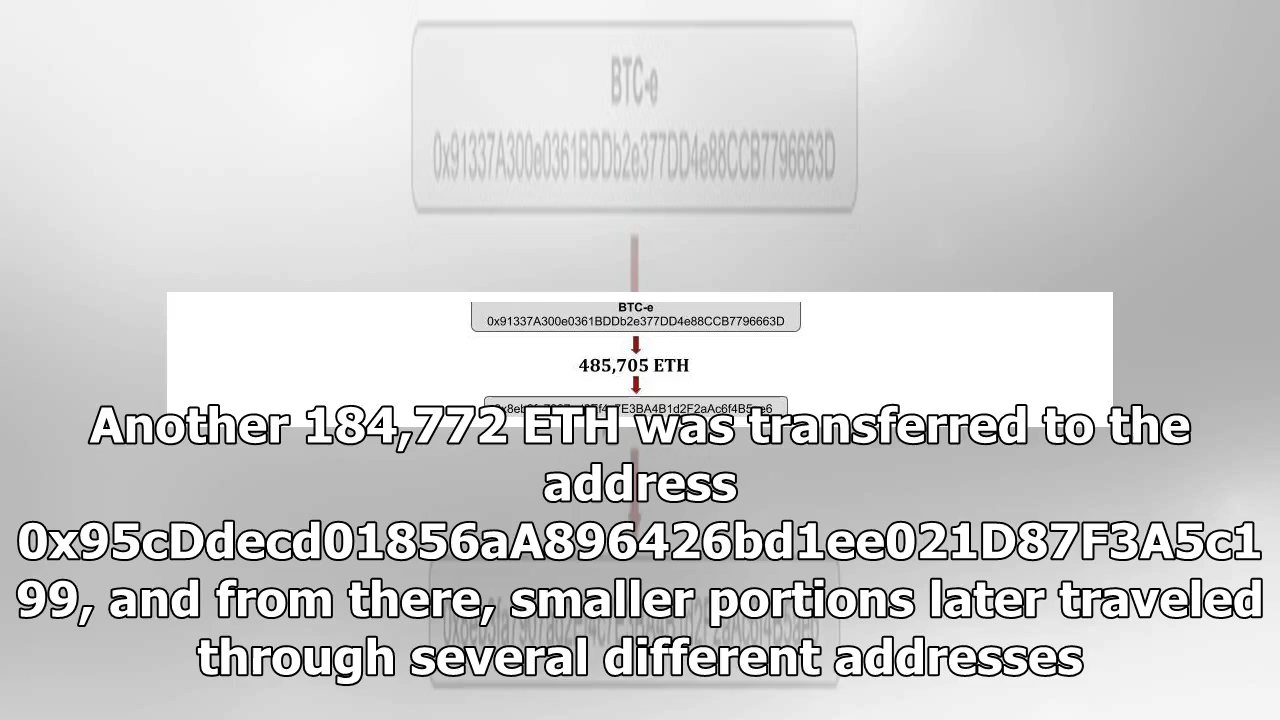 BTC-e
0x91337A300e0361BDDb2e377DD4e88CCB7796663D
BTC-e
0x91337A300e0361BDDb2e377DD4e88CCB7796663D
485,705 ETH
Another 184,772 ETH was transferred to the
address
0x95cDdecd01856aA896426bd1ee021D87F3A5c1
99, and from there, smaller portions later traveled
through several different addresses